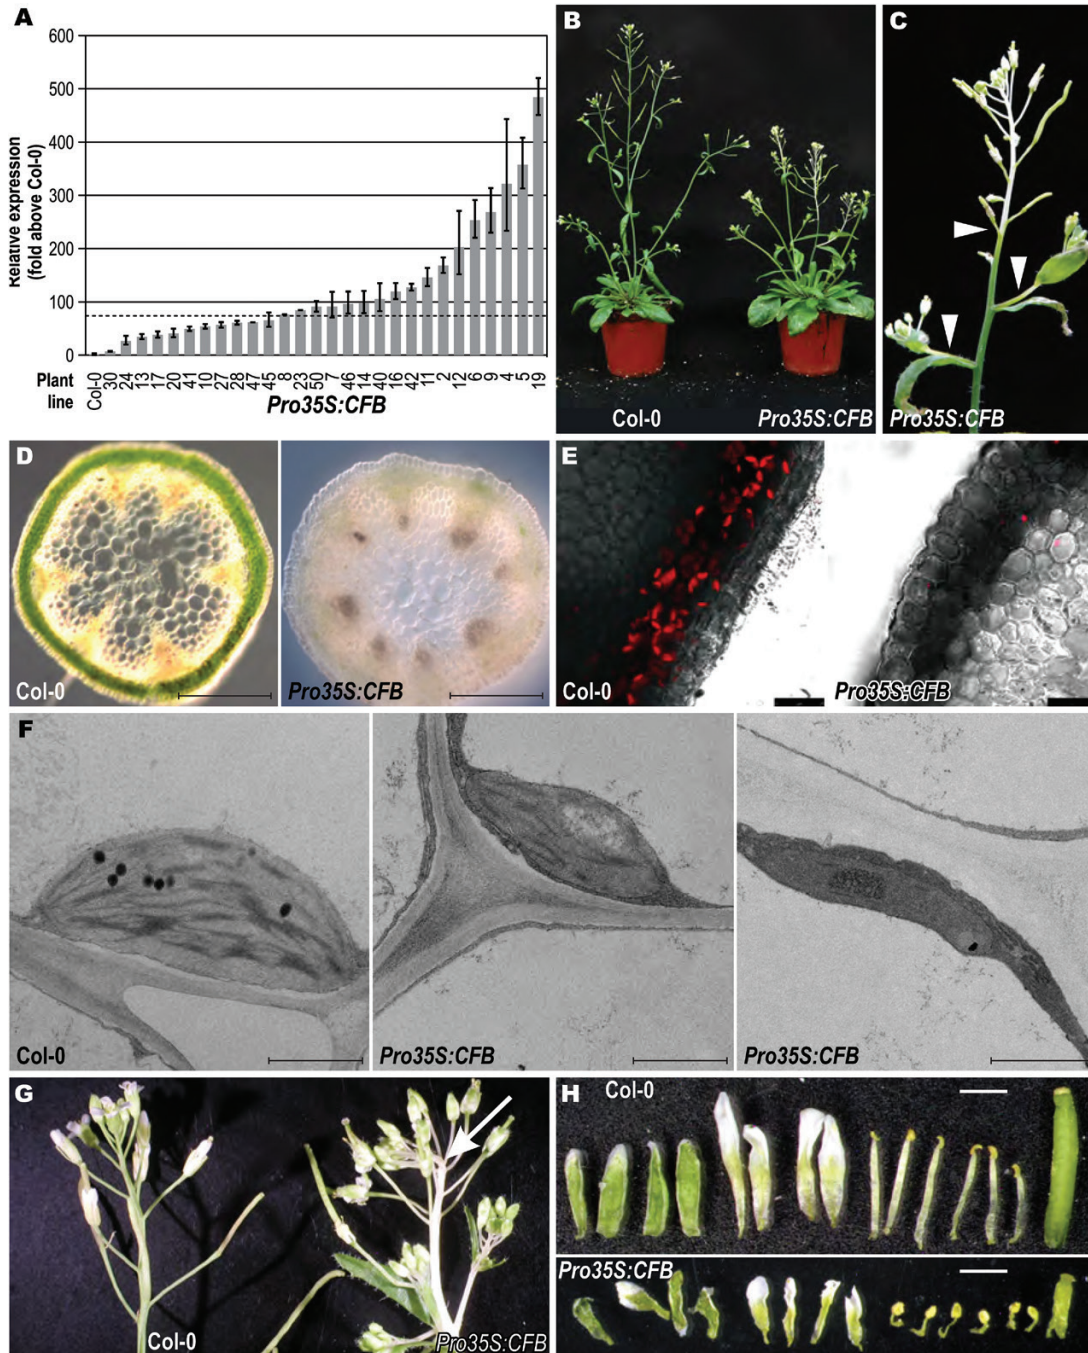 A
Relative expression
(fold above Col-0)
600
500
400
300
200
100
0
Plant
line
Col-0
30
24
13
17
20
41
10
27
28
47
45
8
23
50
7
46
14
40
16
42
11
2
12
6
9
4
5
19
Pro35S:CFB
B
Col-0
Pro35S:CFB
C
Pro35S:CFB
D
Col-0
Pro35S:CFB
E
Col-0
Pro35S:CFB
F
Col-0
Pro35S:CFB
Pro35S:CFB
G
Col-0
Pro35S:CFB
H
Col-0
Pro35S:CFB